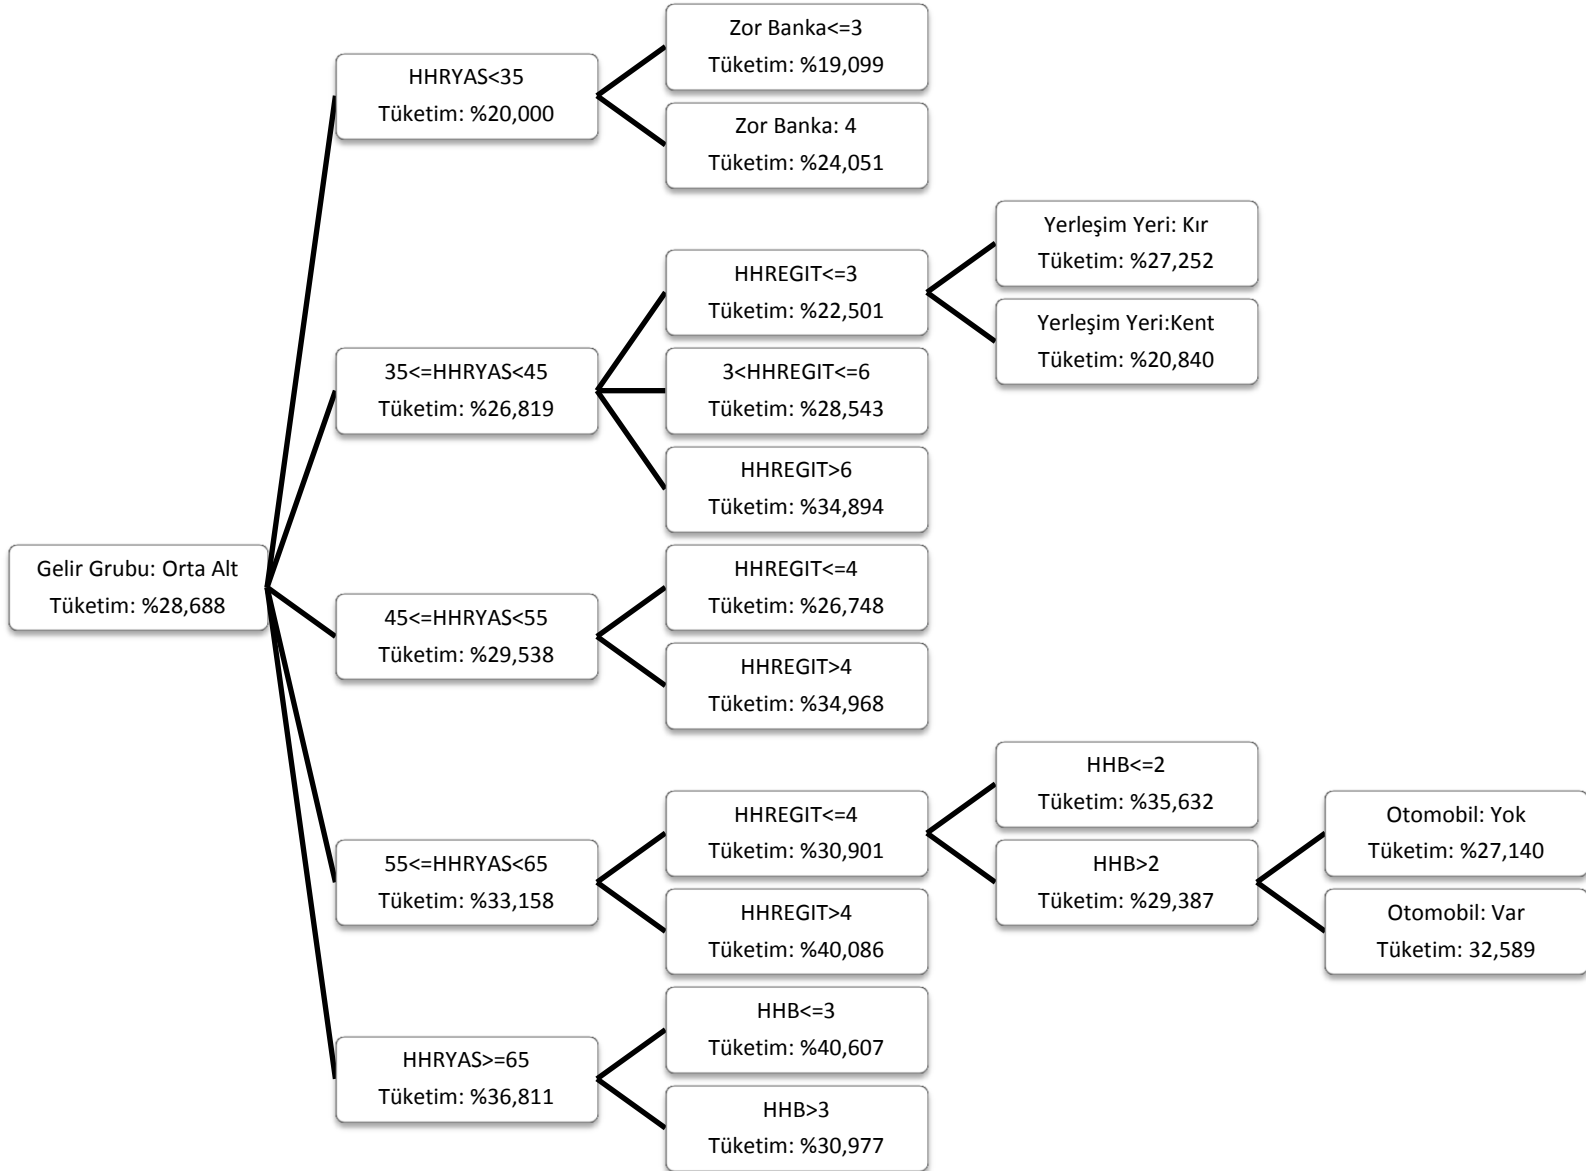 Gelir Grubu: Orta Alt
Tüketim: %28,688
HHRYAS<35
Tüketim: %20,000
Zor Banka<=3
Tüketim: %19,099
Zor Banka: 4
Tüketim: %24,051
35<=HHRYAS<45
Tüketim: %26,819
HHREGIT<=3
Tüketim: %22,501
Yerleşim Yeri: Kır
Tüketim: %27,252
Yerleşim Yeri:Kent
Tüketim: %20,840
3<HHREGIT<=6
Tüketim: %28,543
HHREGIT>6
Tüketim: %34,894
45<=HHRYAS<55
Tüketim: %29,538
HHREGIT<=4
Tüketim: %26,748
HHREGIT>4
Tüketim: %34,968
55<=HHRYAS<65
Tüketim: %33,158
HHREGIT<=4
Tüketim: %30,901
HHB<=2
Tüketim: %35,632
HHB>2
Tüketim: %29,387
Otomobil: Yok
Tüketim: %27,140
Otomobil: Var
Tüketim: 32,589
HHREGIT>4
Tüketim: %40,086
HHRYAS>=65
Tüketim: %36,811
HHB<=3
Tüketim: %40,607
HHB>3
Tüketim: %30,977